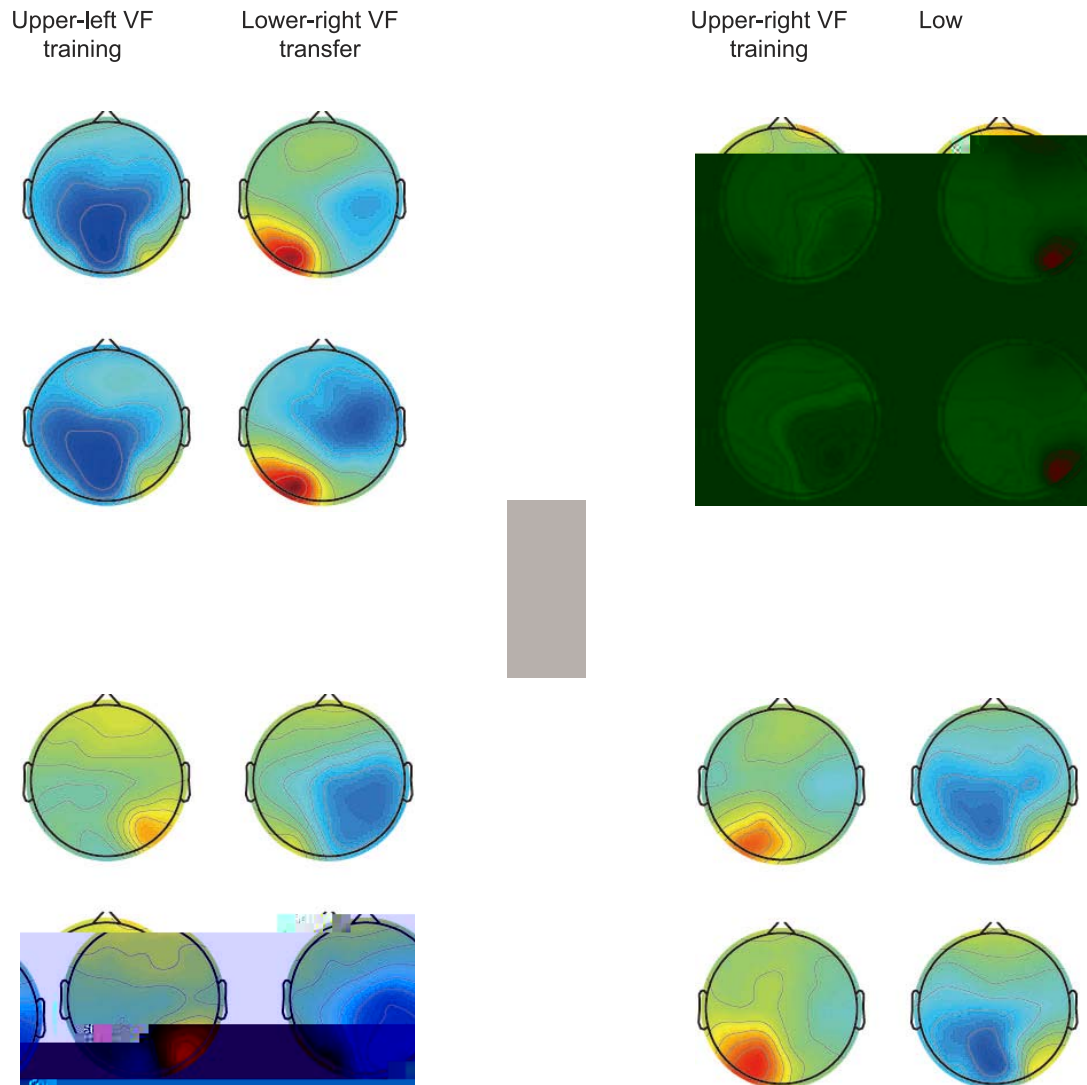 Upper-left VF
training
Lower-right VF
transfer
Upper-right VF
training
Low